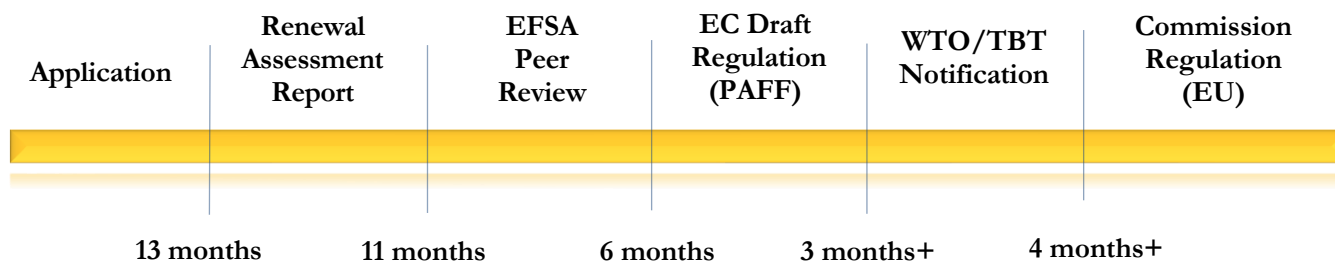 Application
Renewal
Assessment
Report
EFSA
Peer
Review
EC Draft
Regulation
(PAFF)
WTO/TBT
Notification
Commission
Regulation
(EU)
13 months
11 months
6 months
3 months+
4 months+